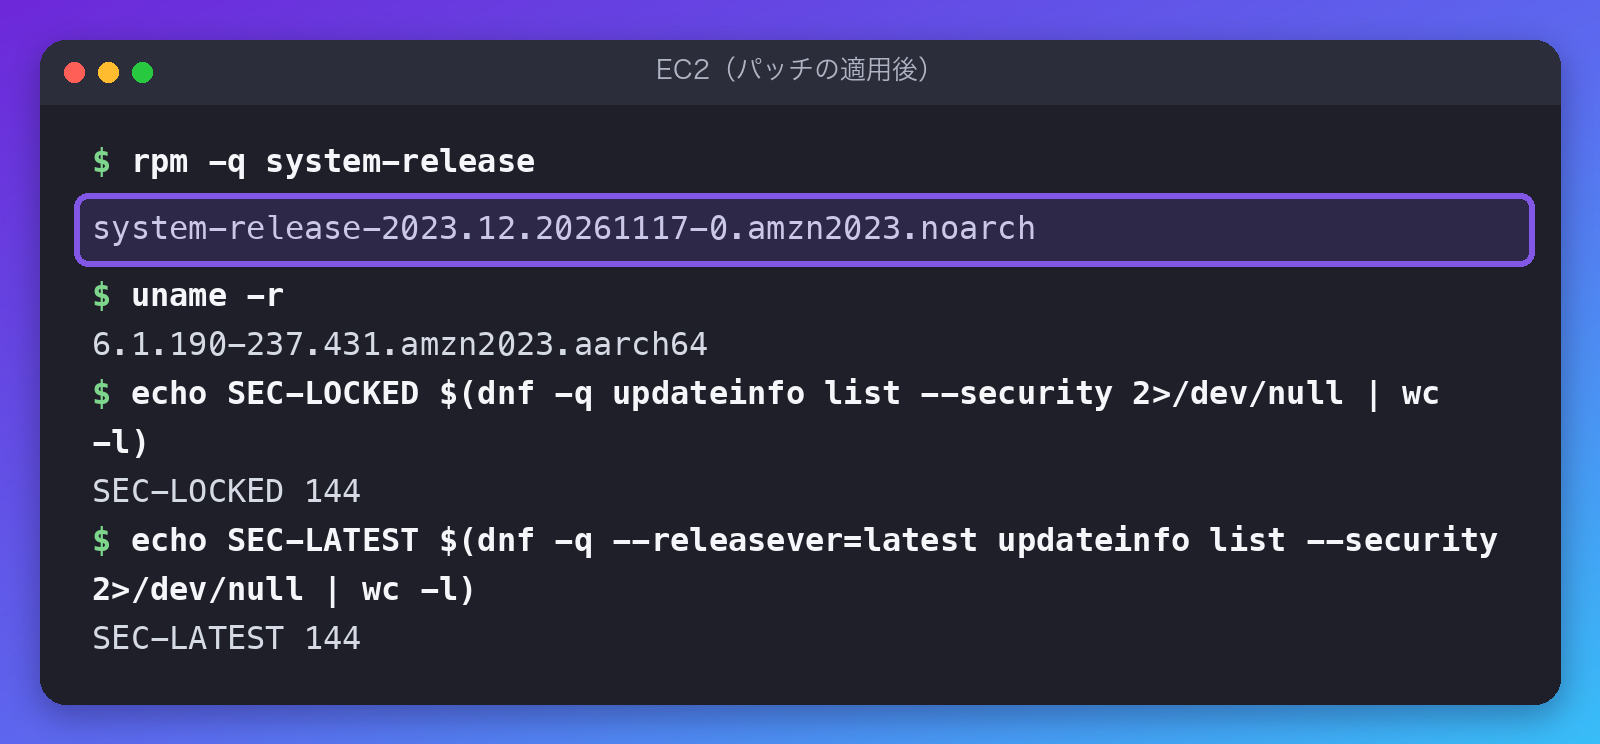 EC2（パッチの適用後）
$ rpm -q system-release
system-release-2023.12.20261117-0.amzn2023.noarch
$ uname -r
6.1.190-237.431.amzn2023.aarch64
$ echo SEC-LOCKED $(dnf -q updateinfo list --security 2>/dev/null | wc
-l)
SEC-LOCKED 144
$ echo SEC-LATEST $(dnf -q --releasever=latest updateinfo list --security
2>/dev/null | wc -l)
SEC-LATEST 144